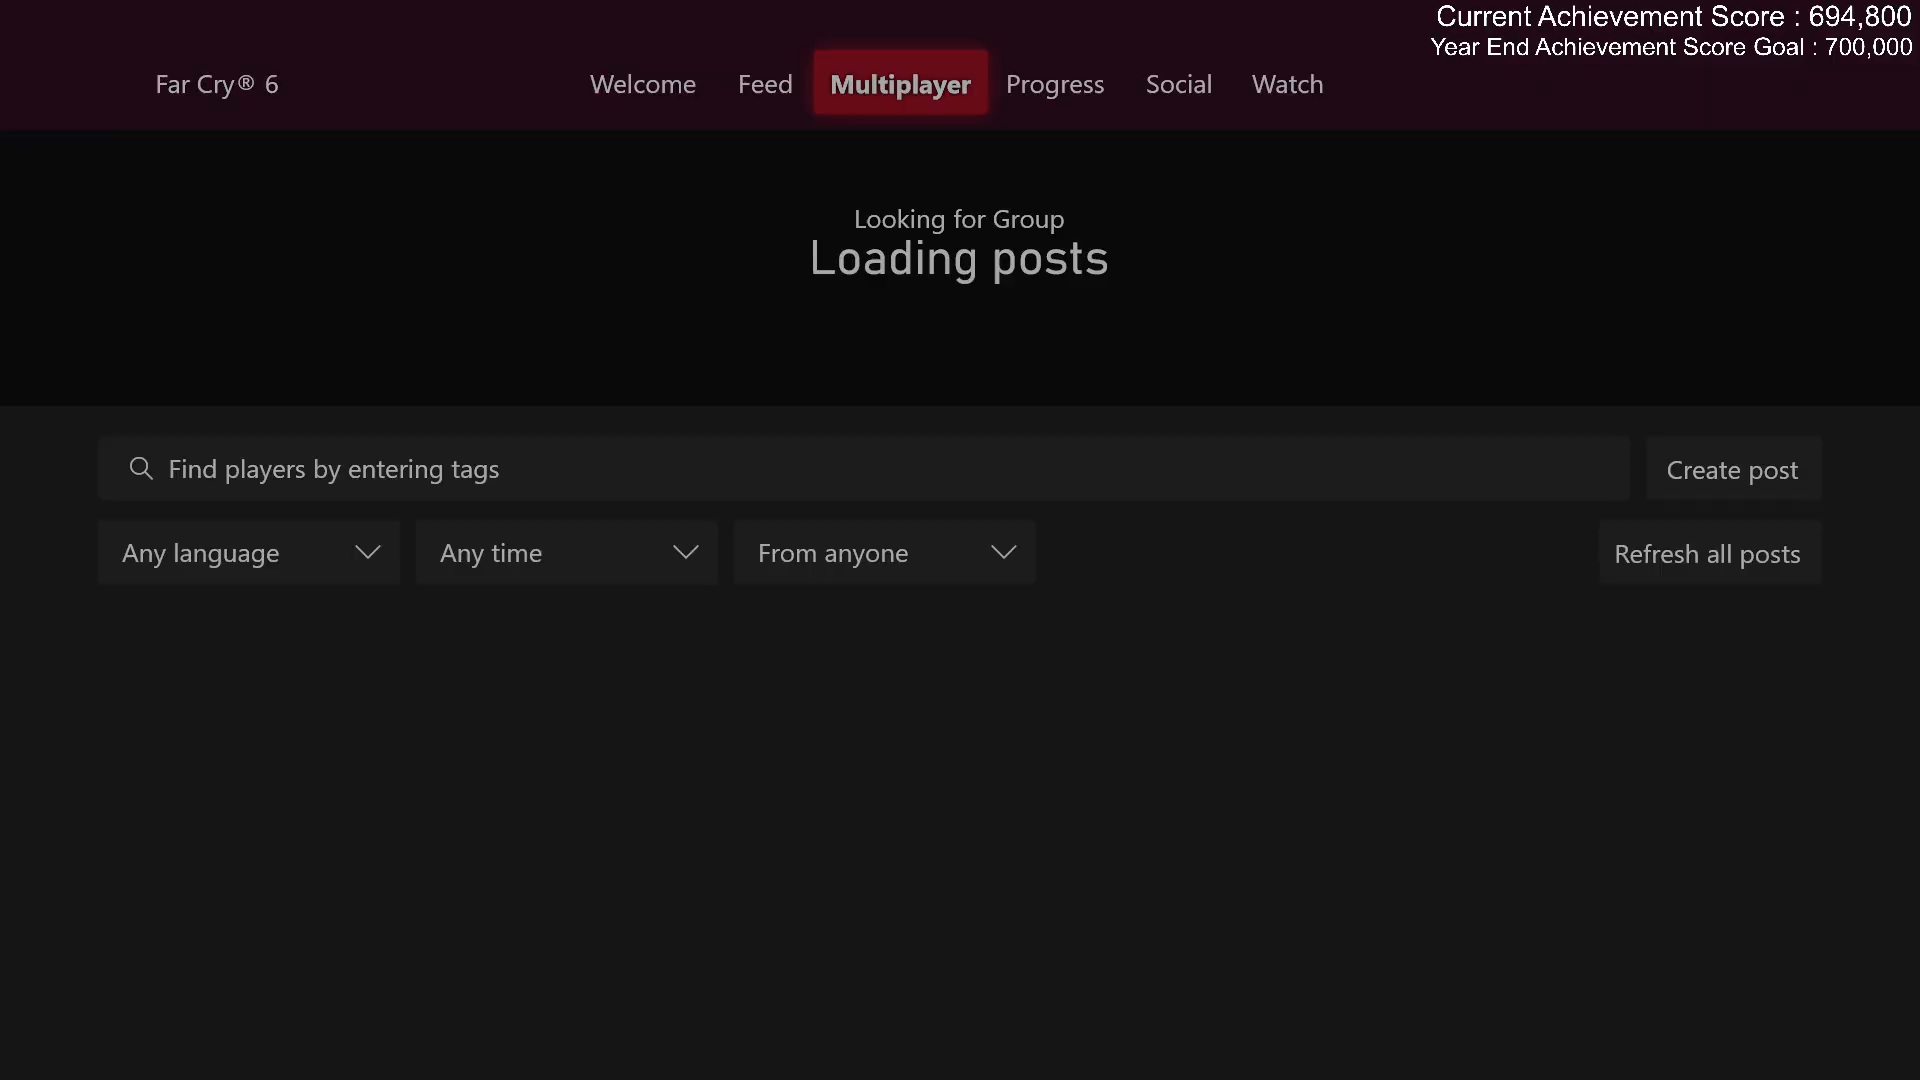 Current Achievement Score : 694,800
Year End Achievement Score Goal : 700,000
Far Cry® 6
Welcome
Feed
Multiplayer
Progress
Social
Watch
Looking for Group
Loading posts
Find players by entering tags
Create post
Any language
Any time
From anyone
Refresh all posts